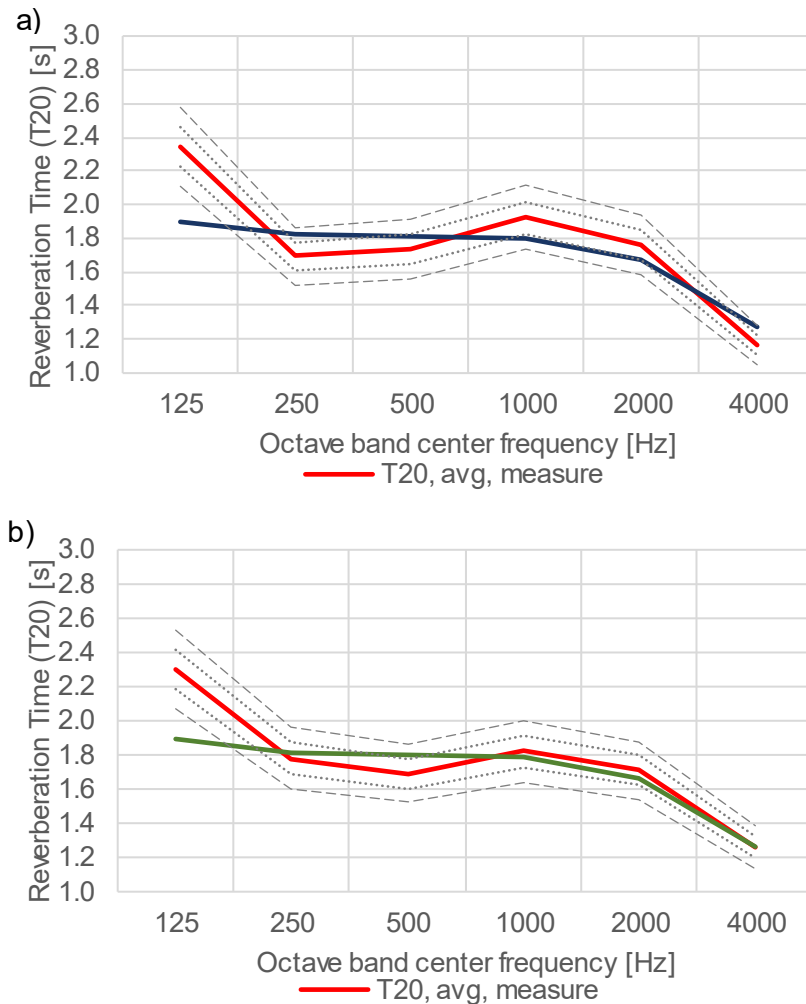 a)
Reverberation Time (T20) [s]
3.0
2.8
2.6
2.4
2.2
2.0
1.8
1.6
1.4
1.2
1.0
125 250 500 1000 2000 4000
Octave band center frequency [Hz]
T20, avg, measure
b)
Reverberation Time (T20) [s]
3.0
2.8
2.6
2.4
2.2
2.0
1.8
1.6
1.4
1.2
1.0
125 250 500 1000 2000 4000
Octave band center frequency [Hz]
T20, avg, measure